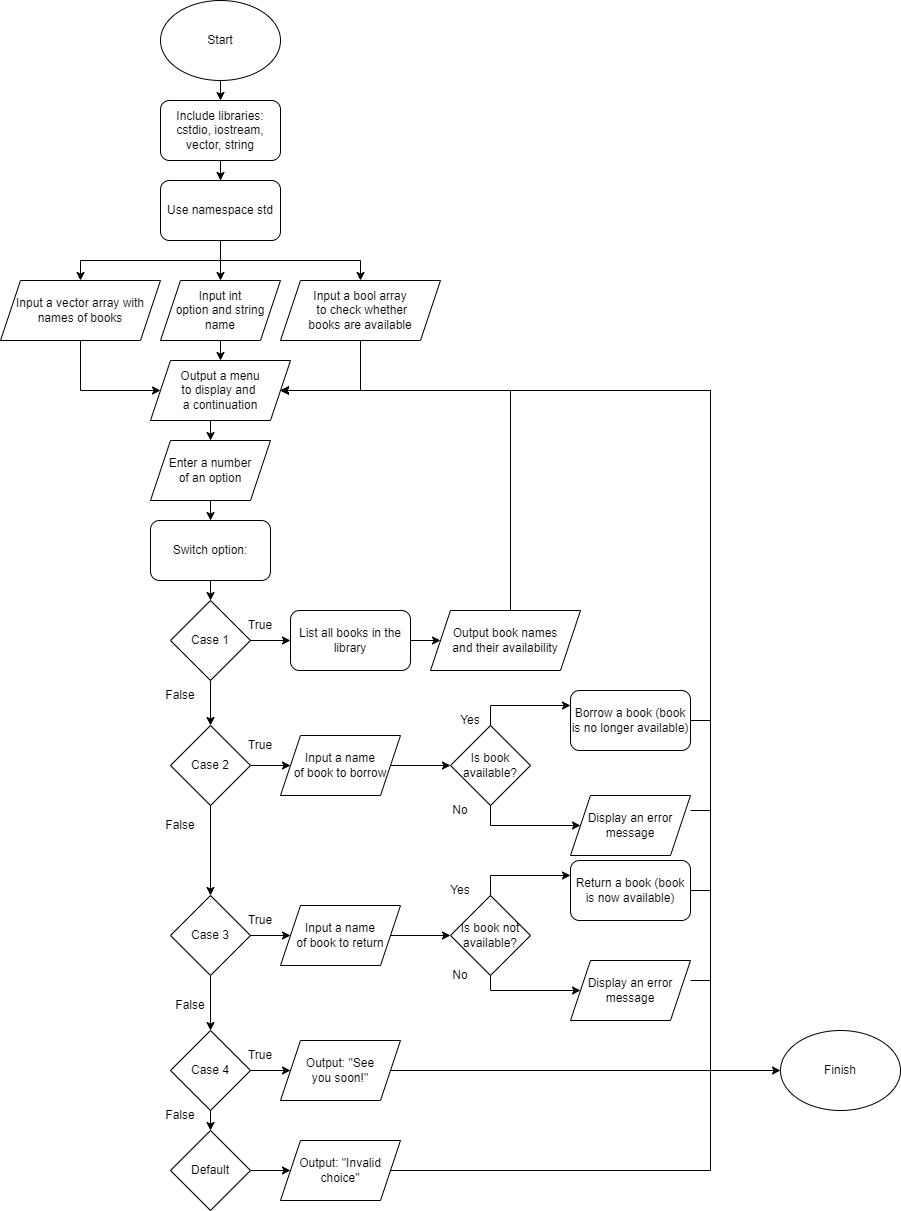 Start
Include libraries:
cstdio, iostream,
vector, string
Use namespace std
Input a vector array with
names of books
Input int
option and string
name
Input a bool array
to check whether
books are available
Output a menu
to display and
a continuation
Enter a number
of an option
Switch option:
Case 1
True
List all books in the
library
Output book names
and their availability
False
Case 2
True
Input a name
of book to borrow
Is book
available?
Yes
Borrow a book (book
is no longer available)
No
Display an error
message
False
Case 3
True
Input a name
of book to return
Is book not
available?
Yes
Return a book (book
is now available)
No
Display an error
message
False
Case 4
True
Output: "See
you soon!"
Finish
False
Default
Output: "Invalid
choice"